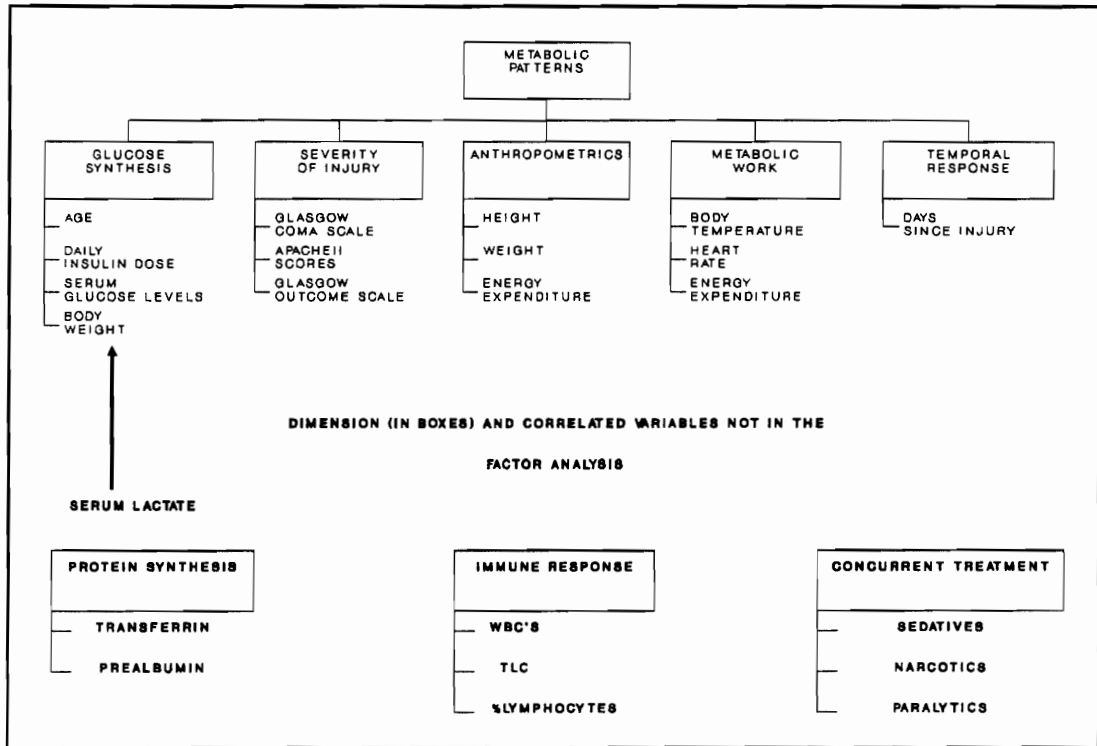 METABOLIC
PATTERNS
GLUCOSE
SYNTHESIS
AGE
DAILY
INSULIN DOSE
SERUM
GLUCOSE LEVELS
BODY
WEIGHT
SEVERITY
OF INJURY
GLASGOW
COMA SCALE
APACHEII
SCORES
GLASGOW
OUTCOME SCALE
ANTHROPOMETRICS
HEIGHT
WEIGHT
ENERGY
EXPENDITURE
METABOLIC
WORK
BODY
TEMPERATURE
HEART
RATE
ENERGY
EXPENDITURE
TEMPORAL
RESPONSE
DAYS
SINCE INJURY
DIMENSION (IN BOXES) AND CORRELATED VARIABLES NOT IN THE
FACTOR ANALYSIS
SERUM LACTATE
PROTEIN SYNTHESIS
TRANSFERRIN
PREALBUMIN
IMMUNE RESPONSE
WBC'S
TLC
%LYMPHOCYTES
CONCURRENT TREATMENT
SEDATIVES
NARCOTICS
PARALYTICS